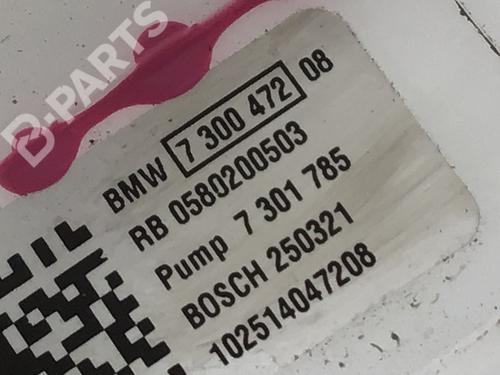 B-PARTS
BMW 7 300 472 08
RB 0580200503
Pump 7 301 785
BOSCH 250321
102514047208